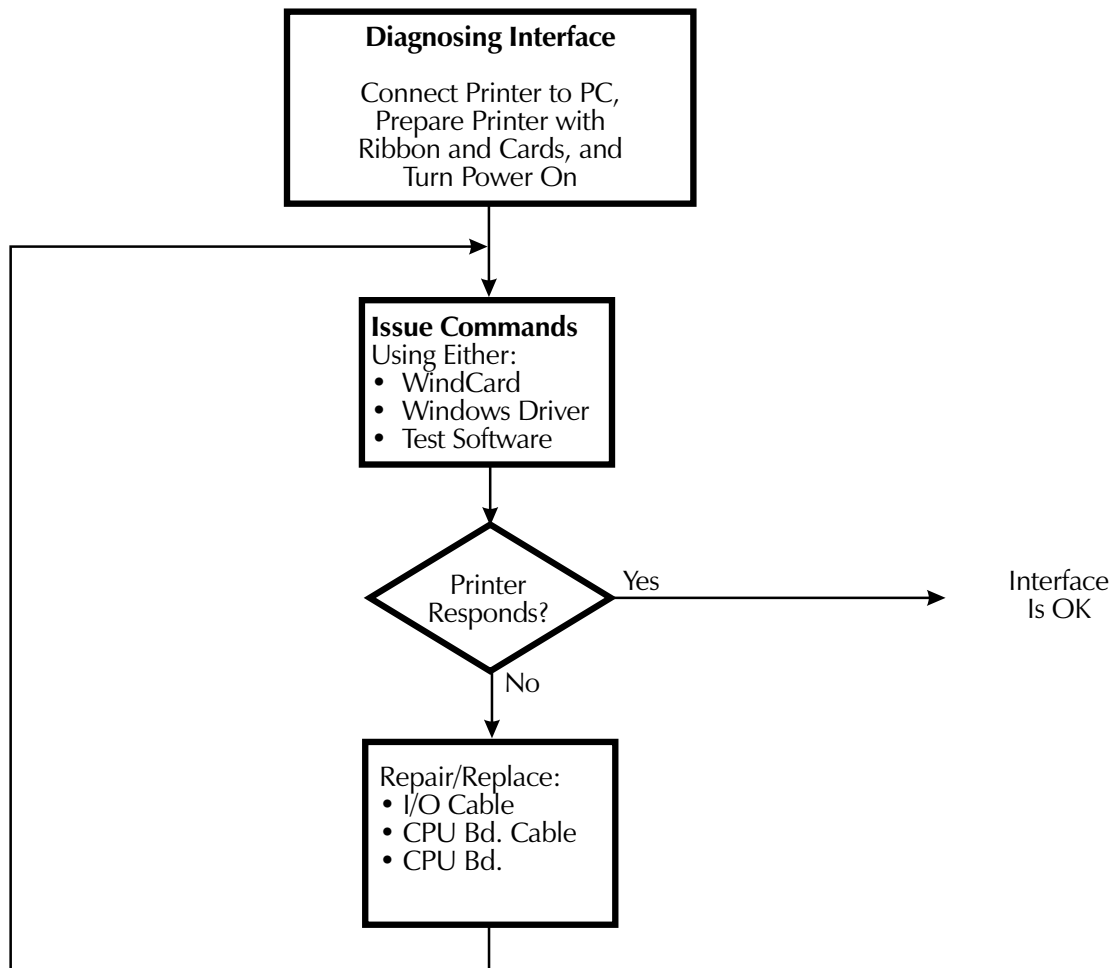 Diagnosing Interface
Connect Printer to PC,
Prepare Printer with
Ribbon and Cards, and
Turn Power On
Issue Commands
Using Either:
• WindCard
• Windows Driver
• Test Software
Printer
Responds?
Yes
Interface
Is OK
No
Repair/Replace:
• I/O Cable
• CPU Bd. Cable
• CPU Bd.